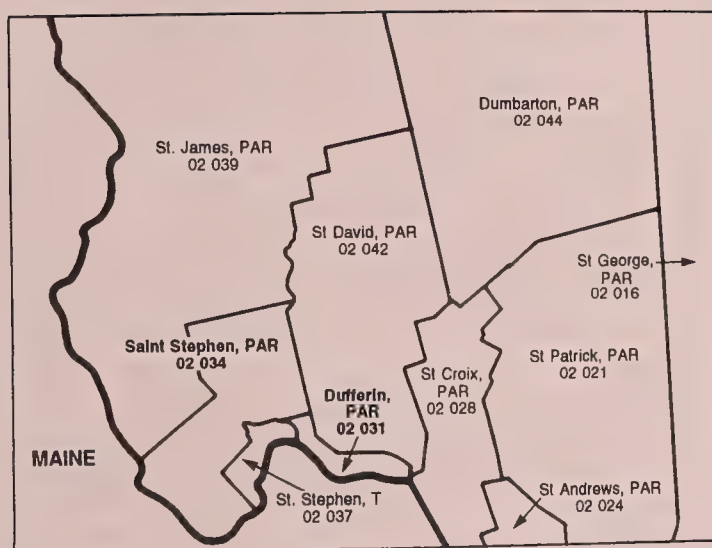 Dumbarton, PAR
02 044
St. James, PAR
02 039
St David, PAR
02 042
St George,
PAR
02 016
Saint Stephen, PAR
02 034
St Croix,
PAR
02 028
St Patrick, PAR
02 021
Dufferin,
PAR
02 031
MAINE
St. Stephen, T
02 037
St Andrews, PAR
02 024